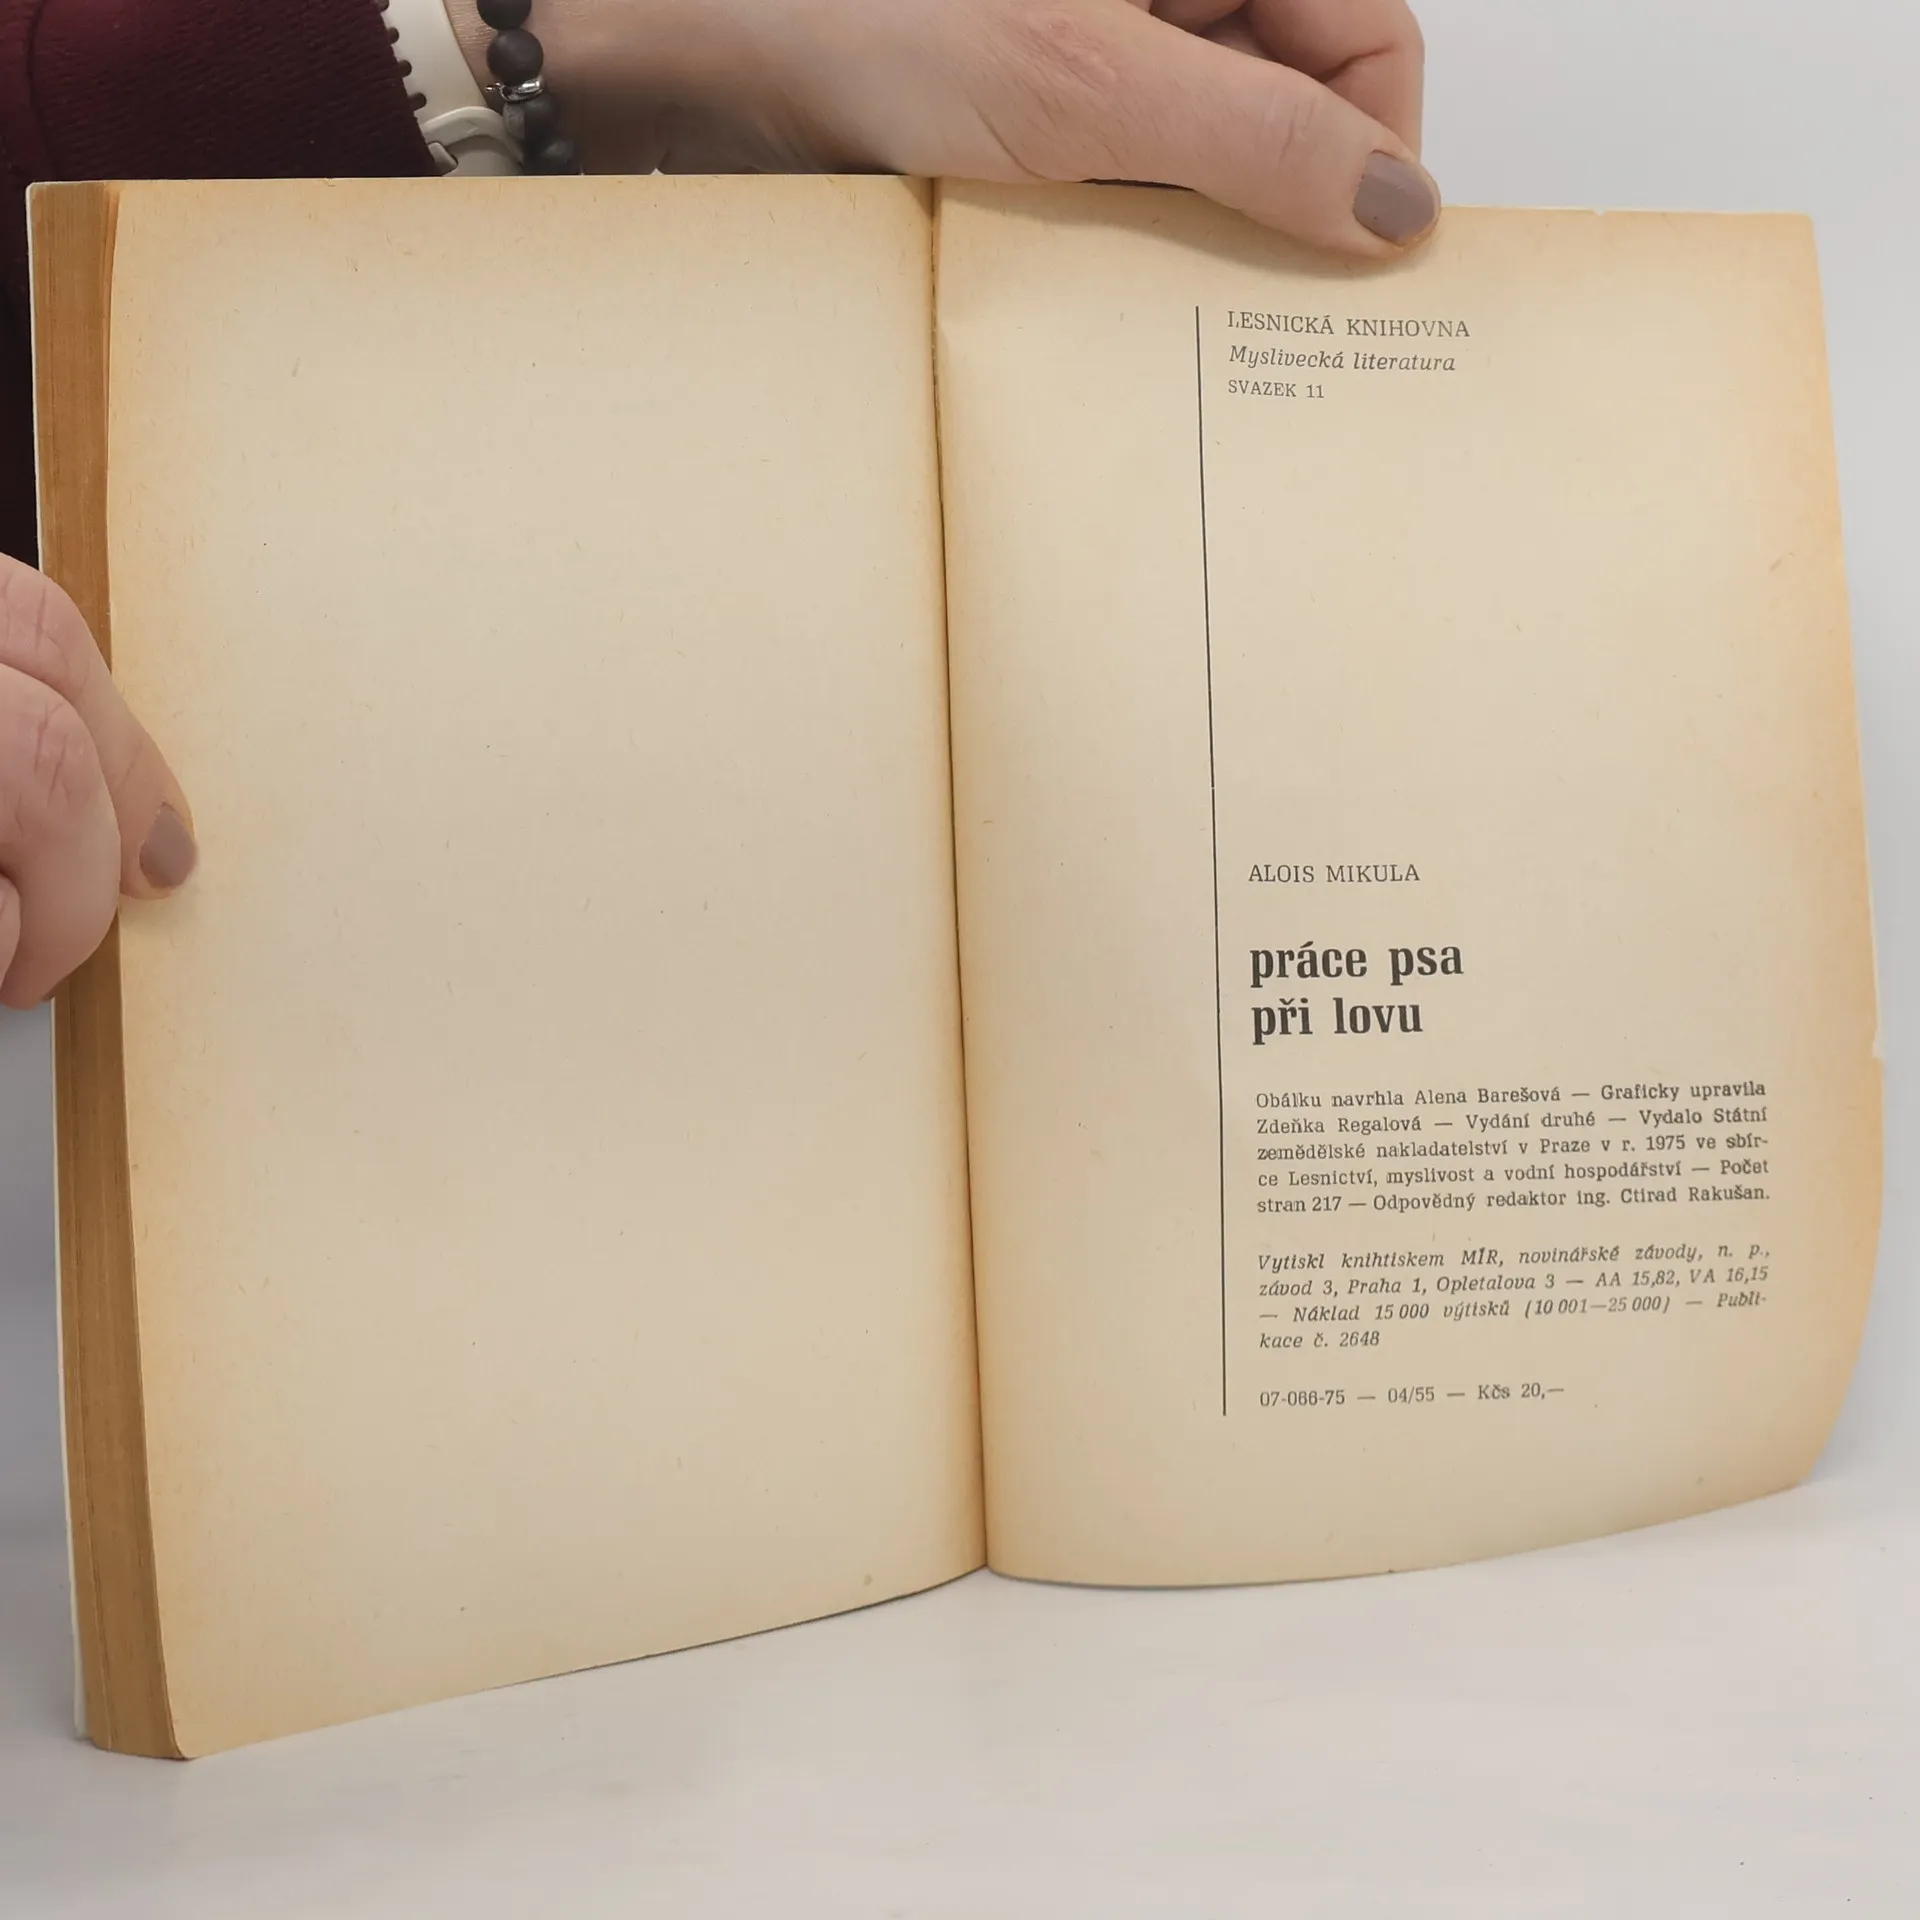 LESNICKÁ KNIHOVNA
Myslivecká literatura
SVAZEK 11
ALOIS MIKULA
práce psa
při lovu
Obálku navrhla Alena Barešová — Graficky upravila
Zdeňka Regalová — Vydání druhé — Vydalo Státní
zemědělské nakladatelství v Praze v r. 1975 ve sbír-
ce Lesnictví, myslivost a vodní hospodářství — Počet
stran 217 — Odpovědný redaktor ing. Ctirad Rakušan.
Vytiskl knihtiskem MÍR, novinářské závody, n. p.,
závod 3, Praha 1, Opletalova 3 — AA 15,82, VA 16,15
— Náklad 15 000 výtisků (10 001—25 000) — Publi-
kace č. 2648
07-066-75 — 04/55 — Kčs 20,—